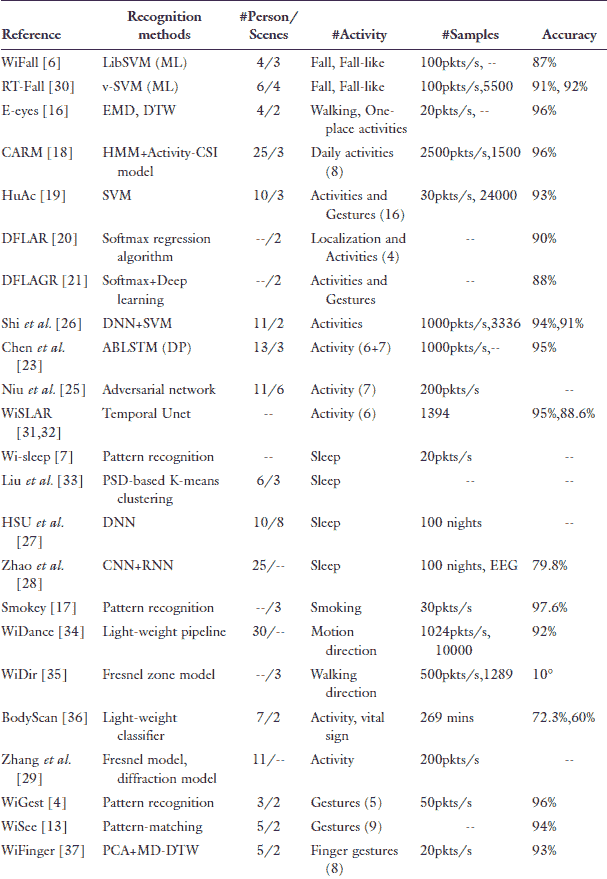 Recognition #Person/
Reference methods Scenes #Activity #Samples Accuracy
WiFall [6] LibSVM (ML) 4/3 Fall, Fall-like 100pkts/s, -- 87%
RT-Fall [30] v-SVM (ML) 6/4 Fall, Fall-like 100pkts/s,5500 91%, 92%
E-eyes [16] EMD, DTW 4/2 Walking, One- 20pkts/s, -- 96%
place activities
CARM [18] HMM+Activity-CSI 25/3 Daily activities 2500pkts/s,1500 96%
model (8)
HuAc [19] SVM 10/3 Activities and 30pkts/s, 24000 93%
Gestures (16)
DFLAR [20] Softmax regression --/2 Localization and -- 90%
algorithm Activities (4)
DFLAGR [21] Softmax+Deep --/2 Activities and -- 88%
learning Gestures
Shi et al. [26] DNN+SVM 11/2 Activities 1000pkts/s,3336 94%,91%
Chen et al. ABLSTM (DP) 13/3 Activity (6+7) 1000pkts/s,-- 95%
[23]
Niu et al. [25] Adversarial network 11/6 Activity (7) 200pkts/s --
WiSLAR Temporal Unet -- Activity (6) 1394 95%,88.6%
[31,32]
Wi-sleep [7] Pattern recognition -- Sleep 20pkts/s --
Liu et al. [33] PSD-based K-means 6/3 Sleep -- --
clustering
HSU et al. DNN 10/8 Sleep 100 nights --
[27]
Zhao et al. CNN+RNN 25/-- Sleep 100 nights, EEG 79.8%
[28]
Smokey [17] Pattern recognition --/3 Smoking 30pkts/s 97.6%
WiDance [34] Light-weight pipeline 30/-- Motion 1024pkts/s, 92%
direction 10000
WiDir [35] Fresnel zone model --/3 Walking 500pkts/s,1289 10°
direction
BodyScan [36] Light-weight 7/2 Activity, vital 269 mins 72.3%,60%
classifier sign
Zhang et al. Fresnel model, 11/-- Activity 200pkts/s --
[29] diffraction model
WiGest [4] Pattern recognition 3/2 Gestures (5) 50pkts/s 96%
WiSee [13] Pattern-matching 5/2 Gestures (9) -- 94%
WiFinger [37] PCA+MD-DTW 5/2 Finger gestures 20pkts/s 93%
(8)